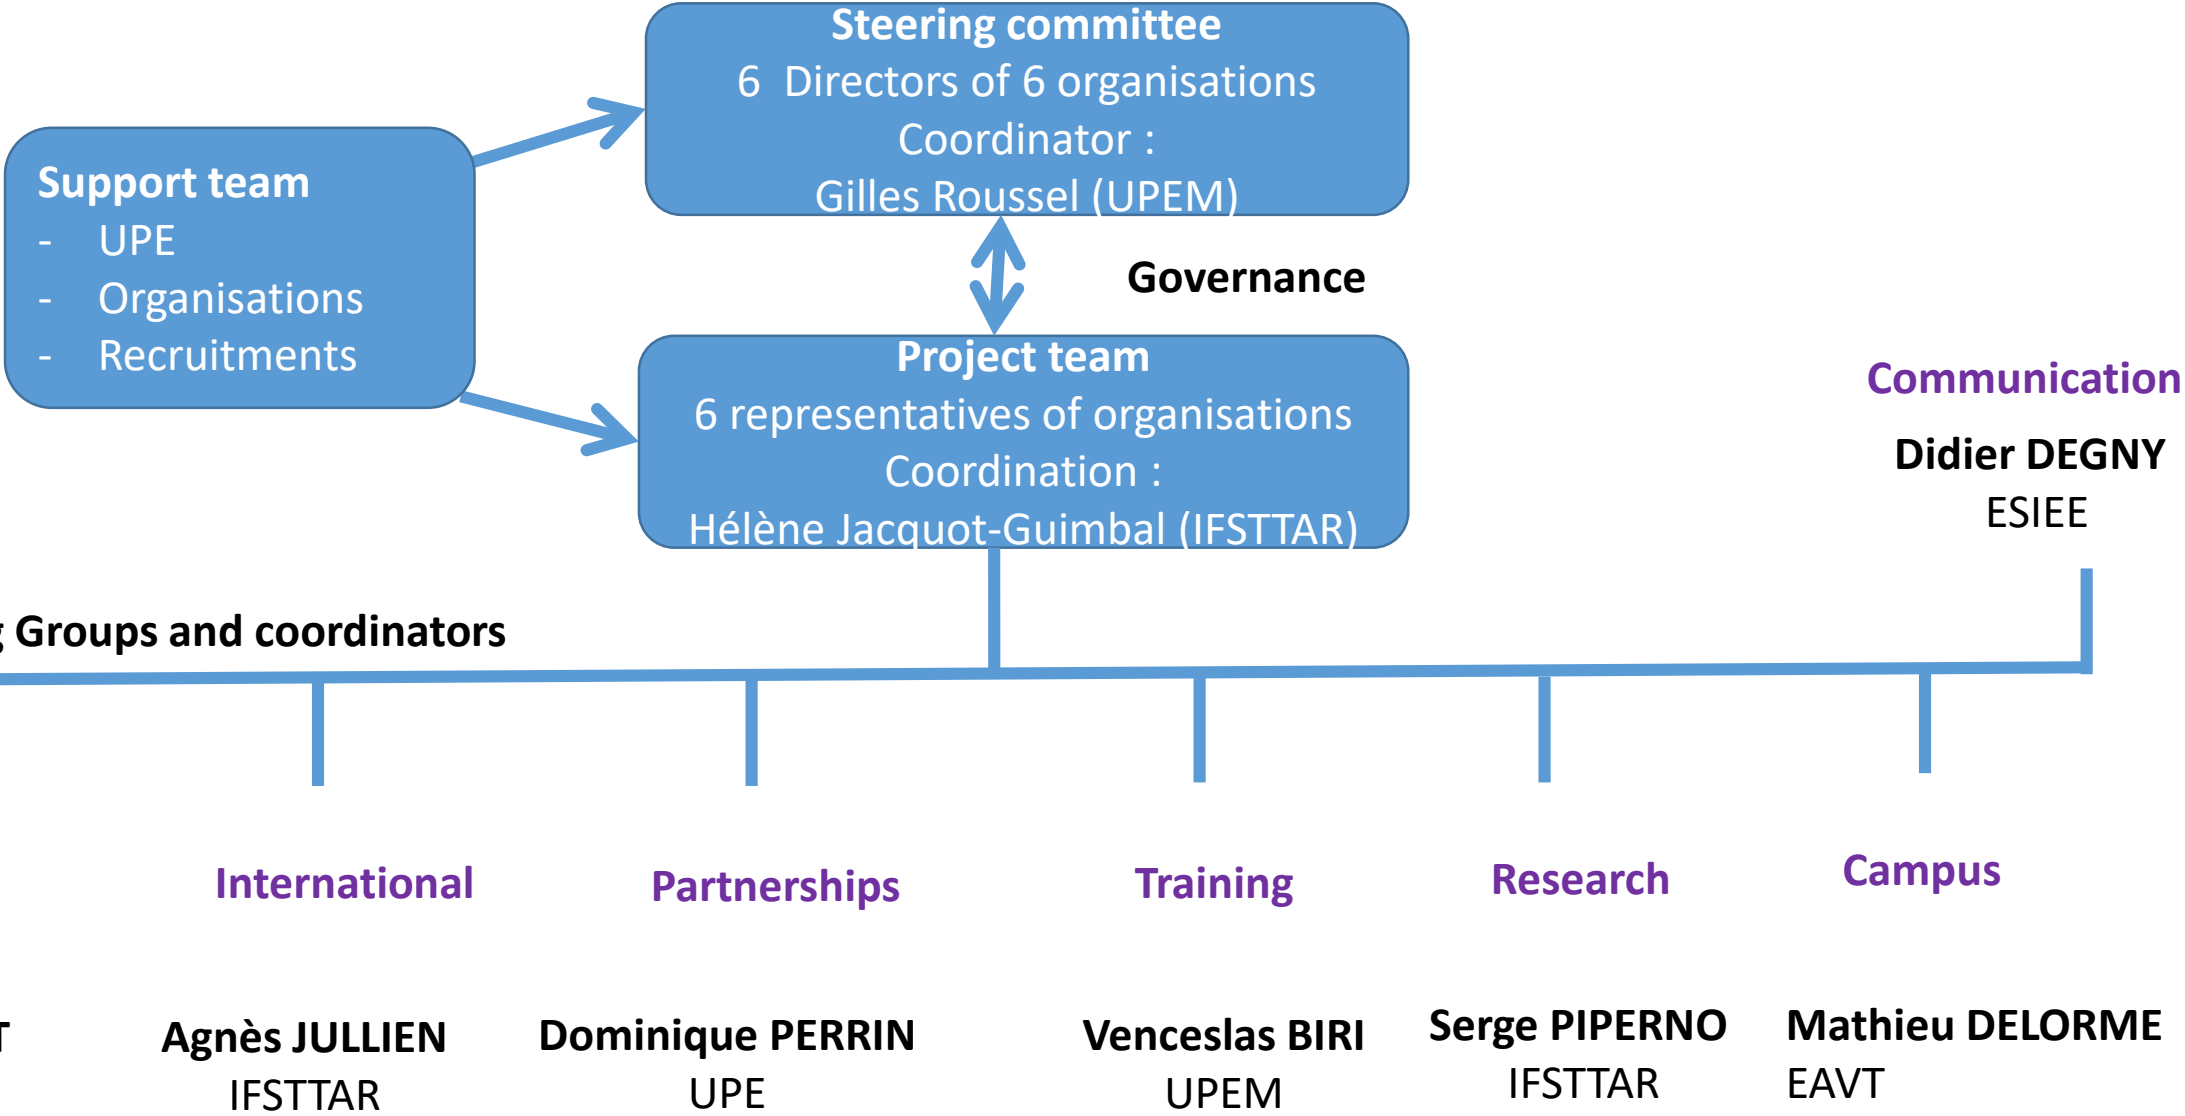 Steering committee
6 Directors of 6 organisations
Coordinator :
Gilles Roussel (UPEM)
Support team
- UPE
- Organisations
- Recruitments
Governance
Project team
6 representatives of organisations
Coordination :
Hélène Jacquot-Guimbal (IFSTTAR)
Communication
Didier DEGNY
ESIEE
Groups and coordinators
International
Partnerships
Training
Research
Campus
T
Agnès JULLIEN
IFSTTAR
Dominique PERRIN
UPE
Venceslas BIRI
UPEM
Serge PIPERNO
IFSTTAR
Mathieu DELORME
EAVT